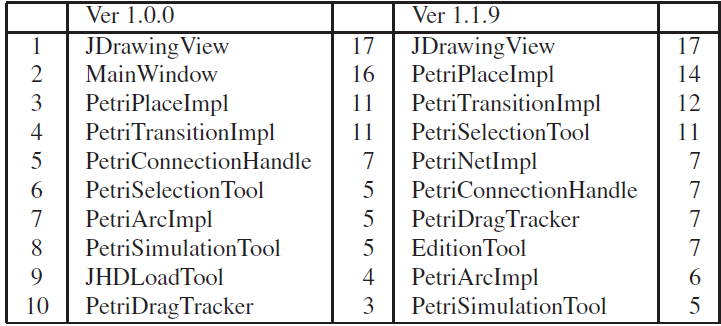 Ver 1.0.0 Ver 1.1.9
1 JDrawingView 17 JDrawingView 17
2 MainWindow 16 PetriPlaceImpl 14
3 PetriPlaceImpl 11 PetriTransitionImpl 12
4 PetriTransitionImpl 11 PetriSelectionTool 11
5 PetriConnectionHandle 7 PetriNetImpl 7
6 PetriSelectionTool 5 PetriConnectionHandle 7
7 PetriArcImpl 5 PetriDragTracker 7
8 PetriSimulationTool 5 EditionTool 7
9 JHDLoadTool 4 PetriArcImpl 6
10 PetriDragTracker 3 PetriSimulationTool 5